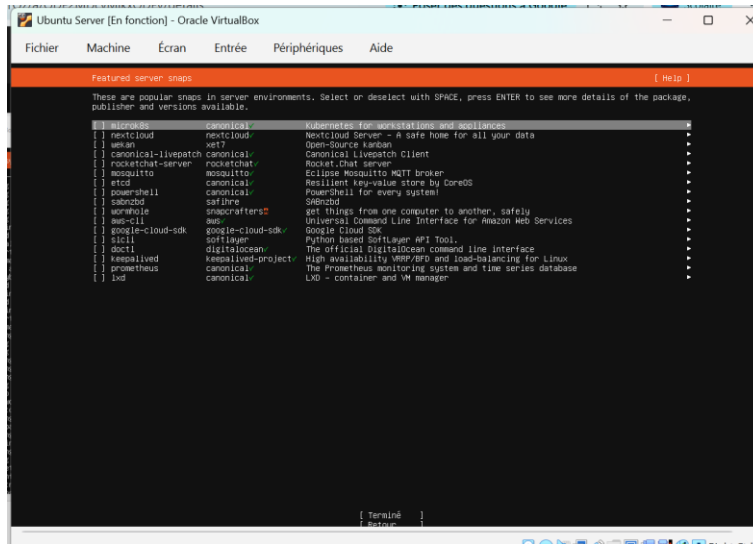 Ubuntu Server [En fonction] - Oracle VirtualBox
Fichier Machine Écran Entrée Périphériques Aide
Featured server snaps [ Help ]
These are popular snaps in server environments. Select or deselect with SPACE, press ENTER to see more details of the package,
publisher and versions available.
[ ] microk8s canonical✓ Kubernetes for workstations and appliances
[ ] nextcloud nextcloud✓ Nextcloud Server - A safe home for all your data
[ ] wekan xet7 Open-Source kanban
[ ] canonical-livepatch canonical✓ Canonical Livepatch Client
[ ] rocketchat-server rocketchat✓ Rocket.Chat server
[ ] mosquitto mosquitto✓ Eclipse Mosquitto MQTT broker
[ ] etcd canonical✓ Resilient key-value store by CoreOS
[ ] powershell canonical✓ PowerShell for every system!
[ ] sabnzbd safihre SABnzbd
[ ] wormhole snapcrafters get things from one computer to another, safely
[ ] aws-cli aws✓ Universal Command Line Interface for Amazon Web Services
[ ] google-cloud-sdk google-cloud-sdk✓ Google Cloud SDK
[ ] slcli softlayer Python based SoftLayer API Tool.
[ ] doctl digitalocean✓ The official DigitalOcean command line interface
[ ] keepalived keepalived-project✓ High availability VRRP/BFD and load-balancing for Linux
[ ] prometheus canonical✓ The Prometheus monitoring system and time series database
[ ] lxd canonical✓ LXD - container and VM manager
[ Terminé ]
[ Retour ]